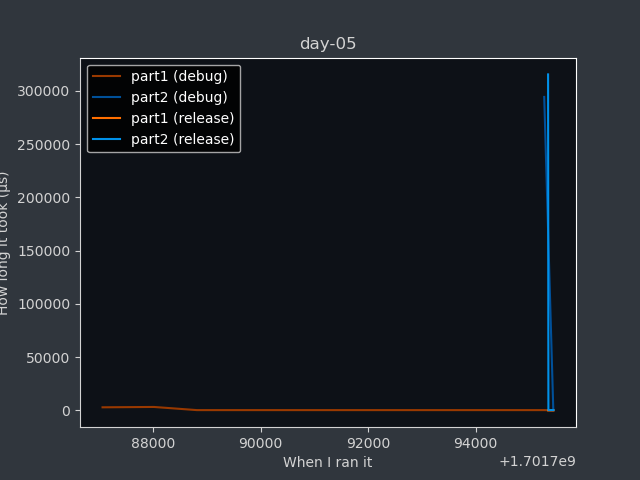 day-05
part1 (debug)
part2 (debug)
part1 (release)
part2 (release)
300000
250000
200000
150000
100000
50000
0
How long it took (µs)
88000 90000 92000 94000
+1.7017e9
When I ran it